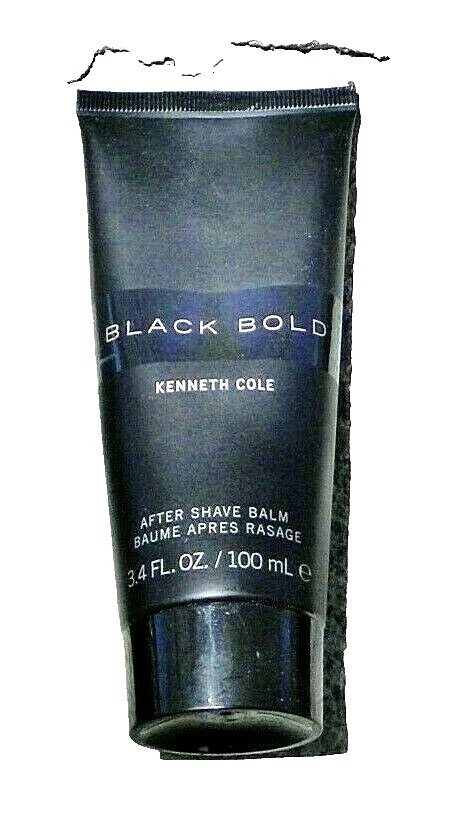 BLACK BOLD
KENNETH COLE
AFTER SHAVE BALM
BAUME APRES RASAGE
3.4 FL. OZ. / 100 mL ℮